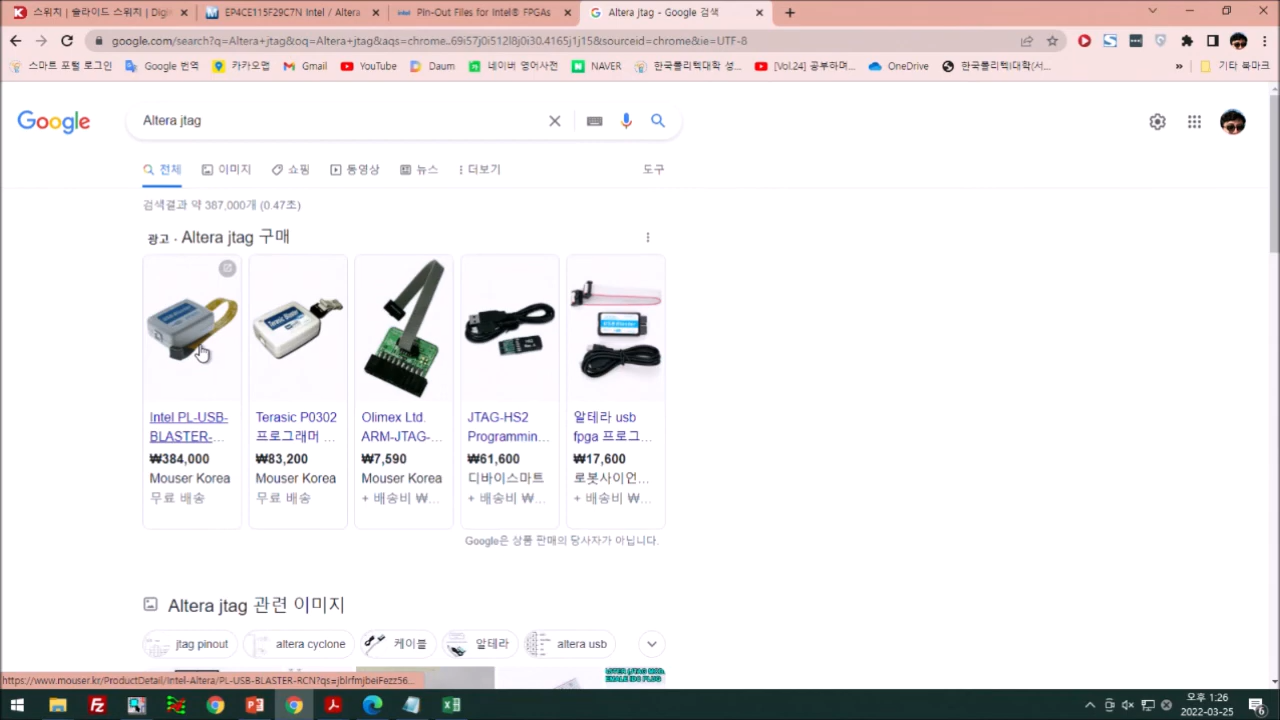 스위치 | 슬라이드 스위치 | Digi
EP4CE115F29C7N Intel / Altera
Pin-Out Files for Intel® FPGAs
Altera jtag - Google 검색
google.com/search?q=Altera+jtag&oq=Altera+jtag&aqs=chrome..69i57j0i512l8j0i30.4165j1j15&sourceid=chrome&ie=UTF-8
스마트 포털 로그인
Google 번역
카카오맵
Gmail
YouTube
Daum
네이버 영어사전
NAVER
한국폴리텍대학 성...
[Vol.24] 공부하며...
OneDrive
한국폴리텍I대학(서...
기타 북마크
Google
Altera jtag
전체
이미지
쇼핑
동영상
뉴스
더보기
도구
검색결과 약 387,000개 (0.47초)
광고 · Altera jtag 구매
Intel PL-USB-
BLASTER-...
₩384,000
Mouser Korea
무료 배송
Terasic P0302
프로그래머 ...
₩83,200
Mouser Korea
무료 배송
Olimex Ltd.
ARM-JTAG-...
₩7,590
Mouser Korea
+ 배송비 ₩...
JTAG-HS2
Programmin...
₩61,600
디바이스마트
+ 배송비 ₩...
알테라 usb
fpga 프로그...
₩17,600
로봇사이언...
+ 배송비 ₩...
Google은 상품 판매의 당사자가 아닙니다.
Altera jtag 관련 이미지
jtag pinout
altera cyclone
케이블
알테라
altera usb
https://www.mouser.kr/ProductDetail/Intel-Altera/PL-USB-BLASTER-RCN?qs=jblrfmjbeiFezz56...
오후 1:26
2022-03-25
6